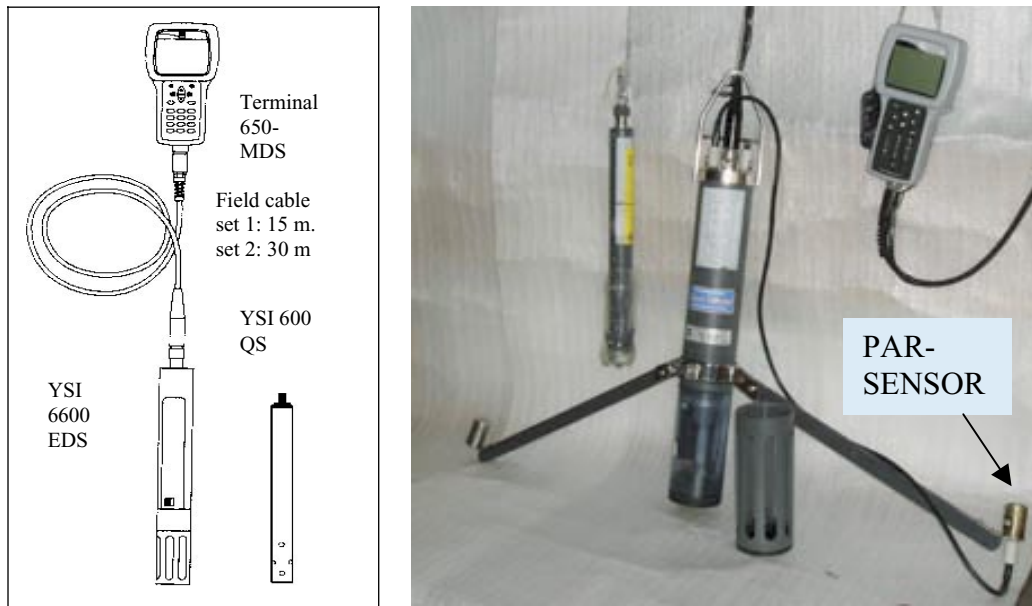 Terminal
650-
MDS
Field cable
set 1: 15 m.
set 2: 30 m
YSI 600
QS
YSI
6600
EDS
PAR-
SENSOR